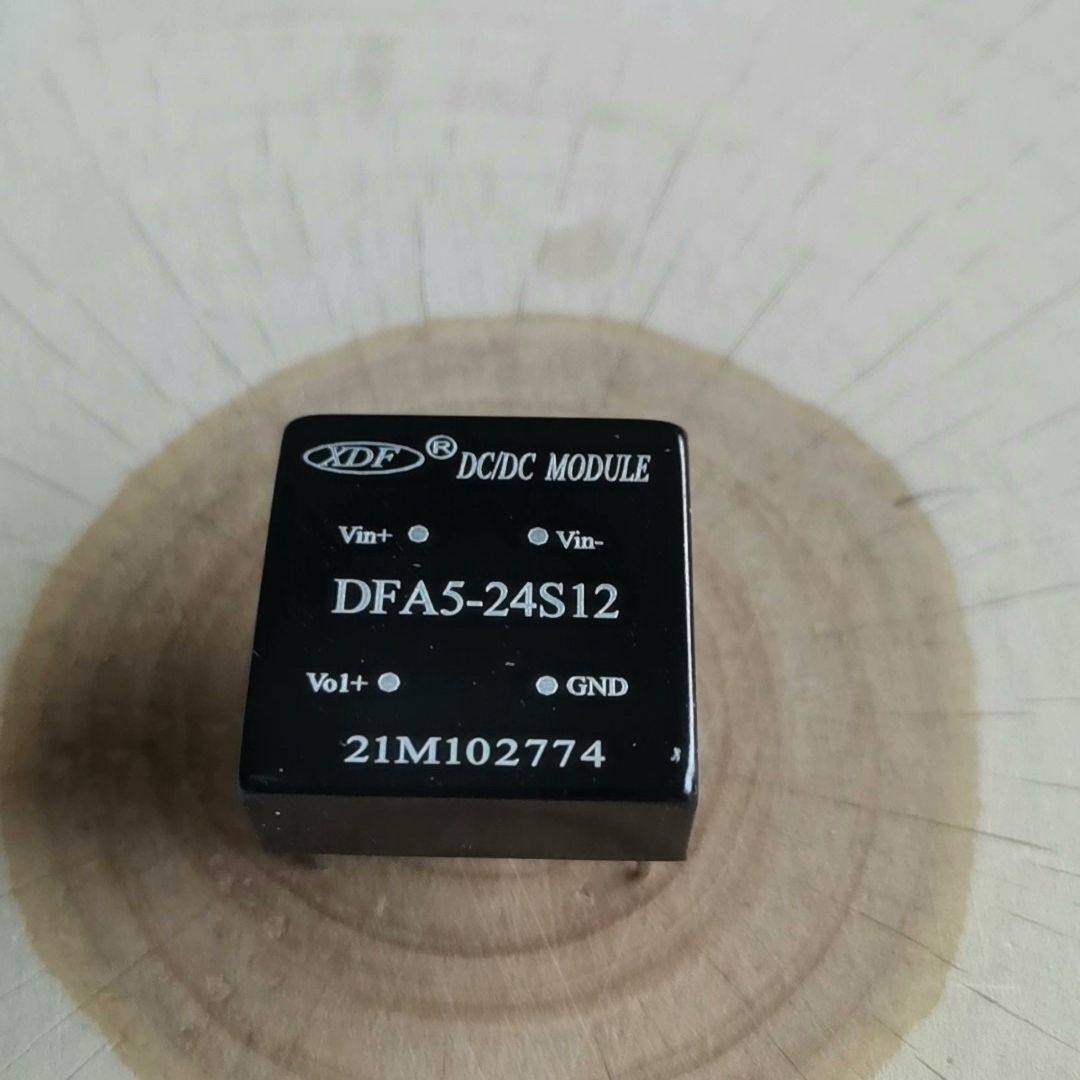 XDF ® DC/DC MODULE
Vin+ Vin-
DFA5-24S12
Vo1+ GND
21M102774